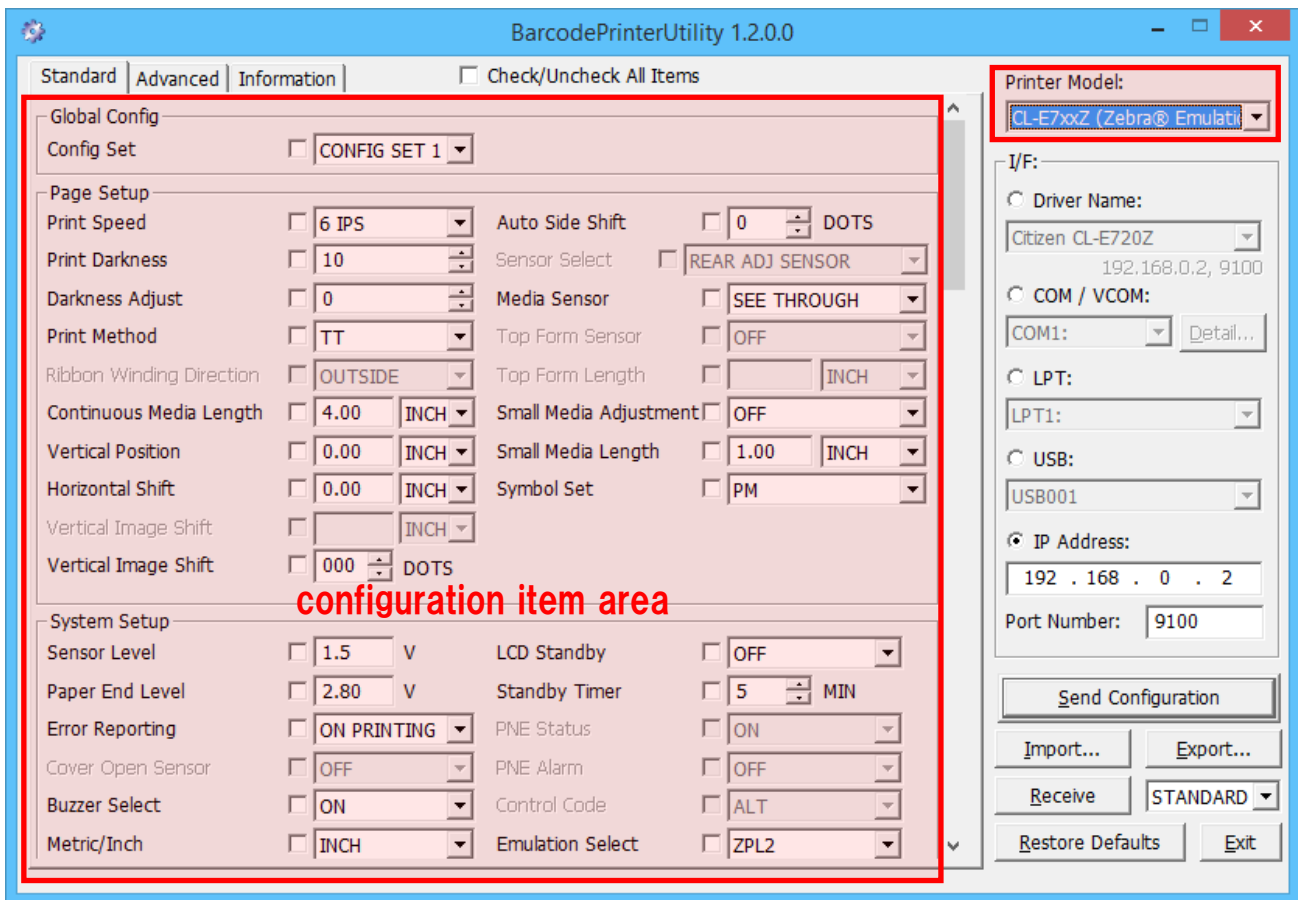 BarcodePrinterUtility 1.2.0.0
Standard Advanced Information Check/Uncheck All Items
Global Config
Config Set CONFIG SET 1
Page Setup
Print Speed 6 IPS Auto Side Shift 0 DOTS
Print Darkness 10 Sensor Select REAR ADJ SENSOR
Darkness Adjust 0 Media Sensor SEE THROUGH
Print Method TT Top Form Sensor OFF
Ribbon Winding Direction OUTSIDE Top Form Length INCH
Continuous Media Length 4.00 INCH Small Media Adjustment OFF
Vertical Position 0.00 INCH Small Media Length 1.00 INCH
Horizontal Shift 0.00 INCH Symbol Set PM
Vertical Image Shift INCH
Vertical Image Shift 000 DOTS
configuration item area
System Setup
Sensor Level 1.5 V LCD Standby OFF
Paper End Level 2.80 V Standby Timer 5 MIN
Error Reporting ON PRINTING PNE Status ON
Cover Open Sensor OFF PNE Alarm OFF
Buzzer Select ON Control Code ALT
Metric/Inch INCH Emulation Select ZPL2
Printer Model:
CL-E7xxZ (Zebra® Emulatio
I/F:
Driver Name:
Citizen CL-E720Z
192.168.0.2, 9100
COM / VCOM:
COM1: Detail...
LPT:
LPT1:
USB:
USB001
IP Address:
192 . 168 . 0 . 2
Port Number: 9100
Send Configuration
Import... Export...
Receive STANDARD
Restore Defaults Exit